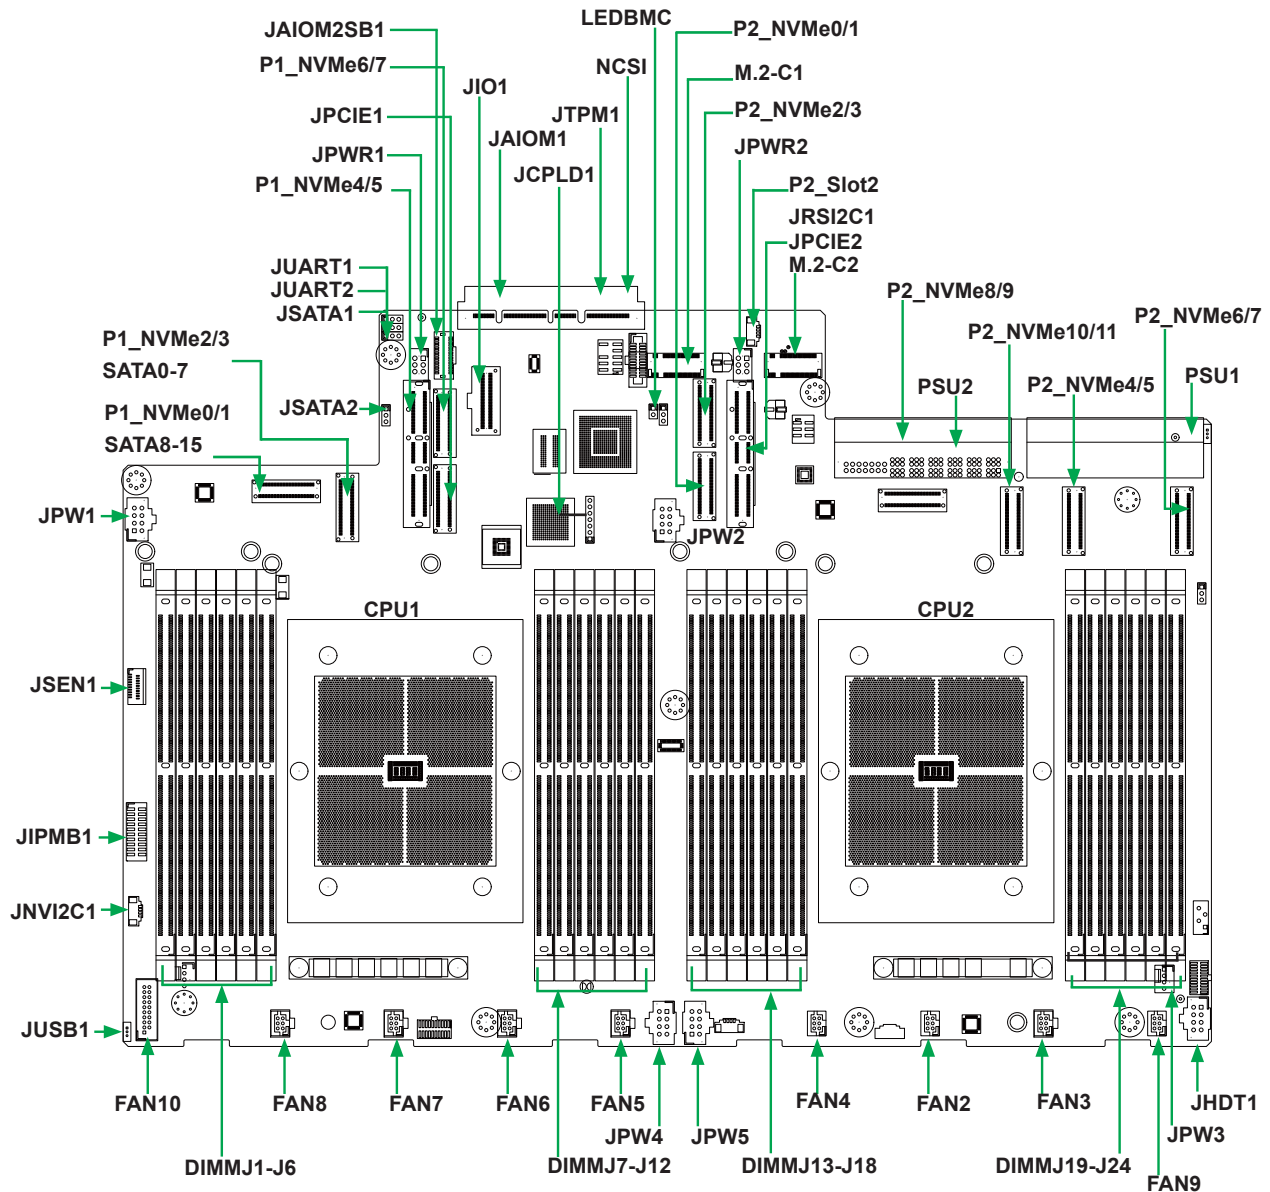 LEDBMC
P2_NVMe0/1
JAIOM2SB1
P1_NVMe6/7
NCSI
M.2-C1
JIO1
JPCIE1
JTPM1
P2_NVMe2/3
JAIOM1
JPWR1
JPWR2
JCPLD1
P1_NVMe4/5
P2_Slot2
JRSI2C1
JPCIE2
M.2-C2
JUART1
JUART2
JSATA1
P2_NVMe8/9
P2_NVMe6/7
P2_NVMe10/11
P1_NVMe2/3
SATA0-7
PSU2
P2_NVMe4/5
PSU1
JSATA2
P1_NVMe0/1
SATA8-15
JPW1
JPW2
CPU1
CPU2
JSEN1
JIPMB1
JNVI2C1
JUSB1
FAN10
FAN8
FAN7
FAN6
FAN5
FAN4
FAN2
FAN3
JHDT1
JPW4
JPW5
JPW3
DIMMJ1-J6
DIMMJ7-J12
DIMMJ13-J18
DIMMJ19-J24
FAN9